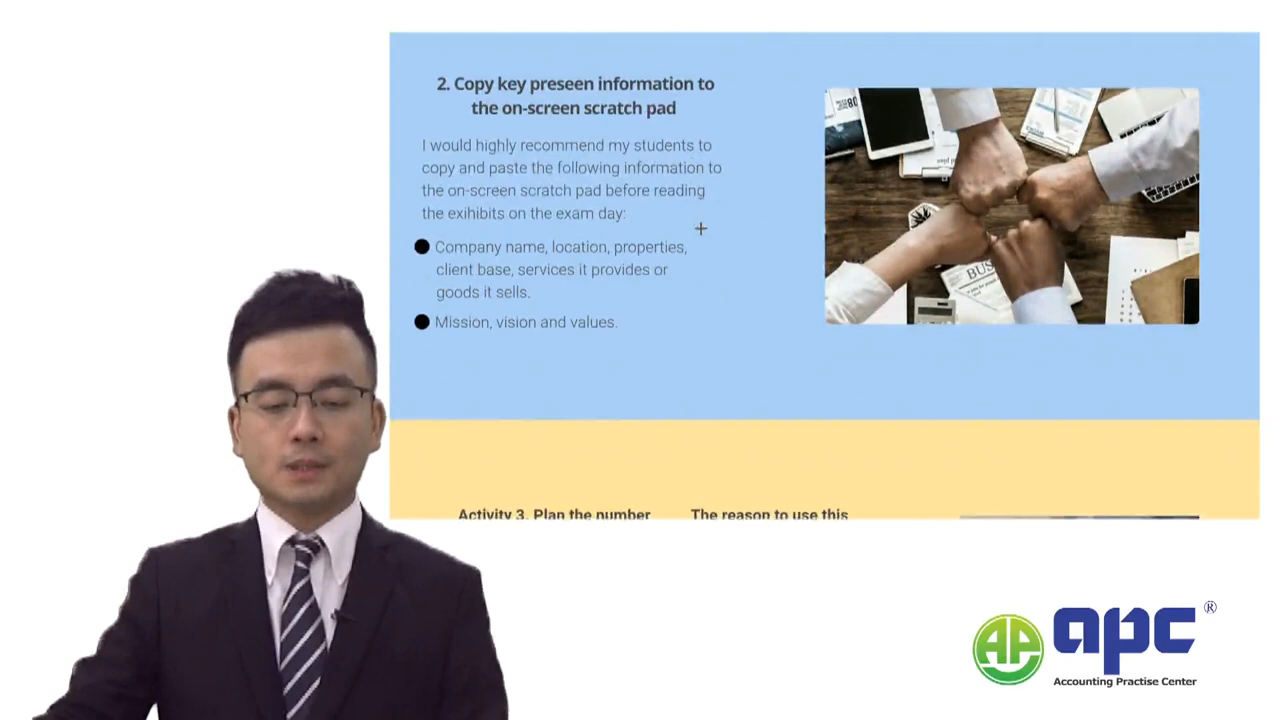 2. Copy key preseen information to
the on-screen scratch pad
I would highly recommend my students to
copy and paste the following information to
the on-screen scratch pad before reading
the exihibits on the exam day:
Company name, location, properties,
client base, services it provides or
goods it sells.
Mission, vision and values.
BUS
Activity 3. Plan the number
The reason to use this
AP
apc®
Accounting Practise Center